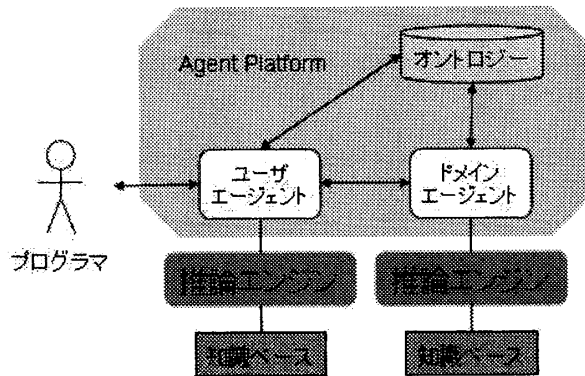 Agent Platform
オントロジー
ユーザ
エージェント
ドメイン
エージェント
プログラマ
推論エンジン
推論エンジン
知識ベース
知識ベース